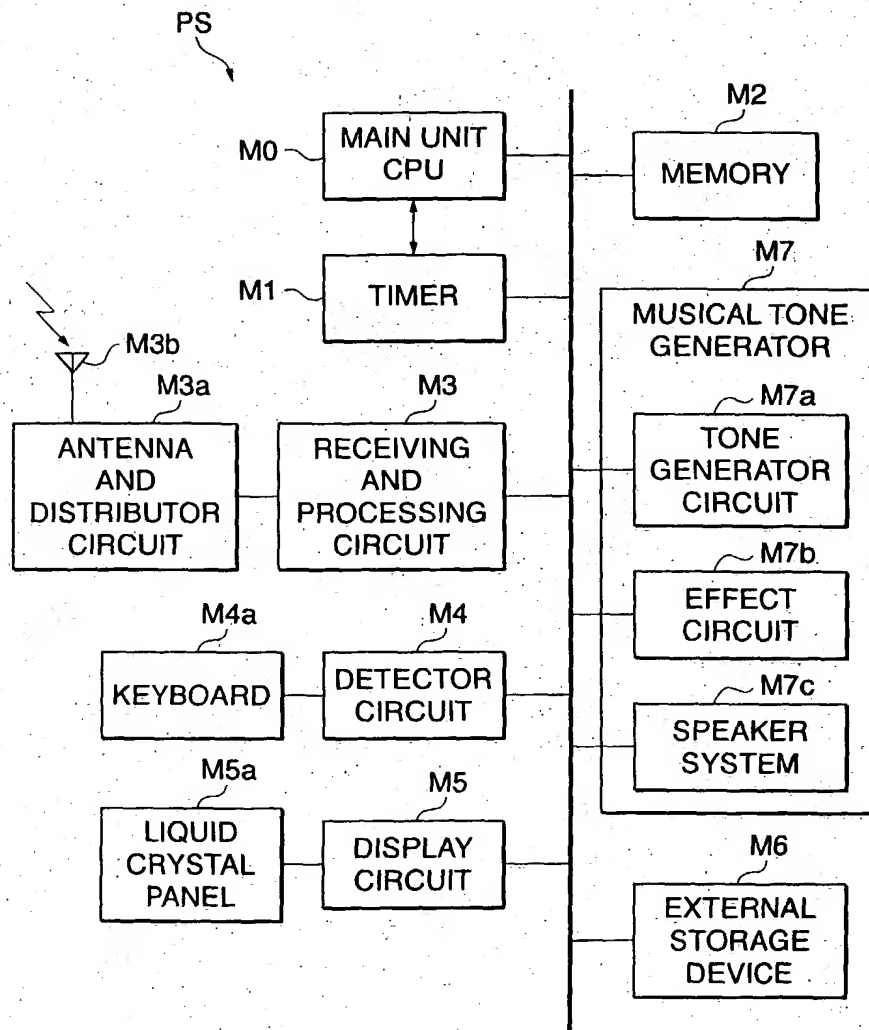 PS
M0
MAIN UNIT
CPU
M2
MEMORY
M1
TIMER
M7
MUSICAL TONE
GENERATOR
M3b
M3a
ANTENNA
AND
DISTRIBUTOR
CIRCUIT
M3
RECEIVING
AND
PROCESSING
CIRCUIT
M7a
TONE
GENERATOR
CIRCUIT
M7b
EFFECT
CIRCUIT
M4a
KEYBOARD
M4
DETECTOR
CIRCUIT
M7c
SPEAKER
SYSTEM
M5a
LIQUID
CRYSTAL
PANEL
M5
DISPLAY
CIRCUIT
M6
EXTERNAL
STORAGE
DEVICE